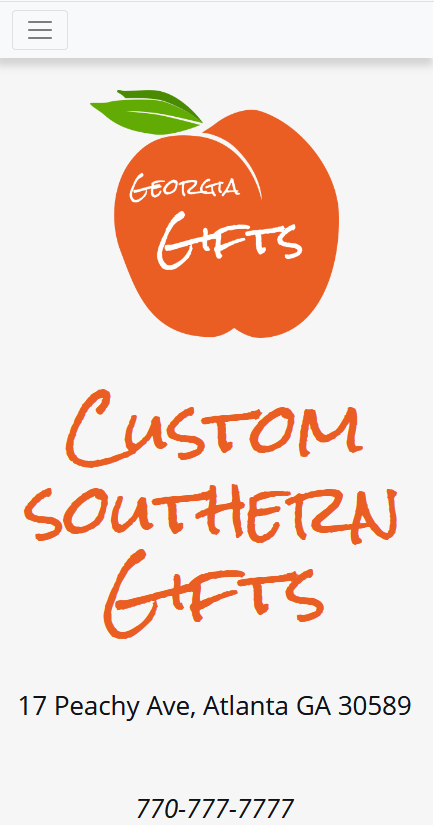 Georgia
Gifts
Custom
southern
Gifts
17 Peachy Ave, Atlanta GA 30589
770-777-7777